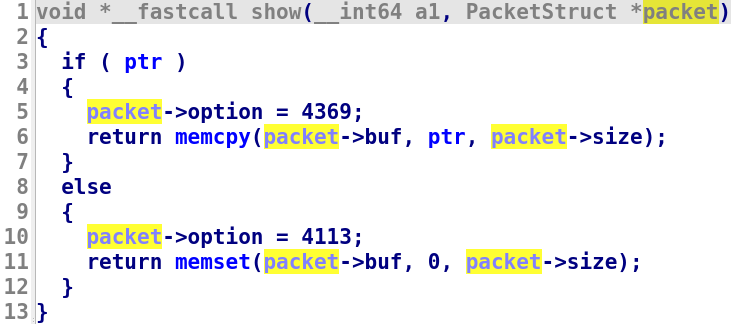 1 void *__fastcall show(__int64 a1, PacketStruct *packet)
2 {
3   if ( ptr )
4   {
5     packet->option = 4369;
6     return memcpy(packet->buf, ptr, packet->size);
7   }
8   else
9   {
10     packet->option = 4113;
11     return memset(packet->buf, 0, packet->size);
12   }
13 }